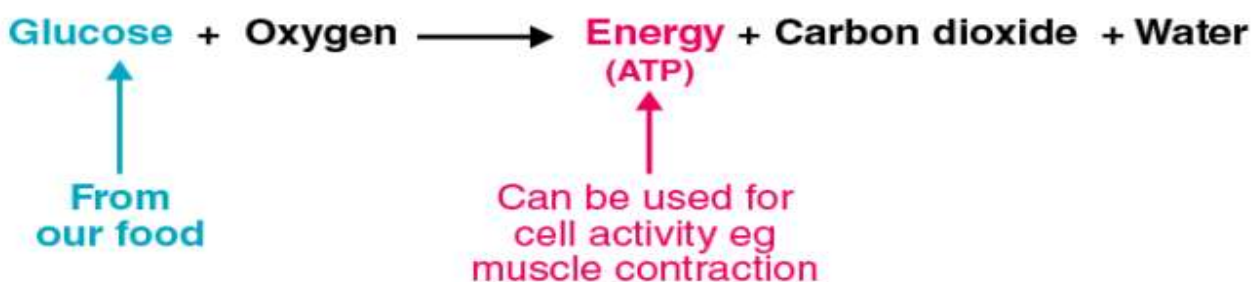 Glucose + Oxygen → Energy + Carbon dioxide + Water
(ATP)
From
our food
Can be used for
cell activity eg
muscle contraction